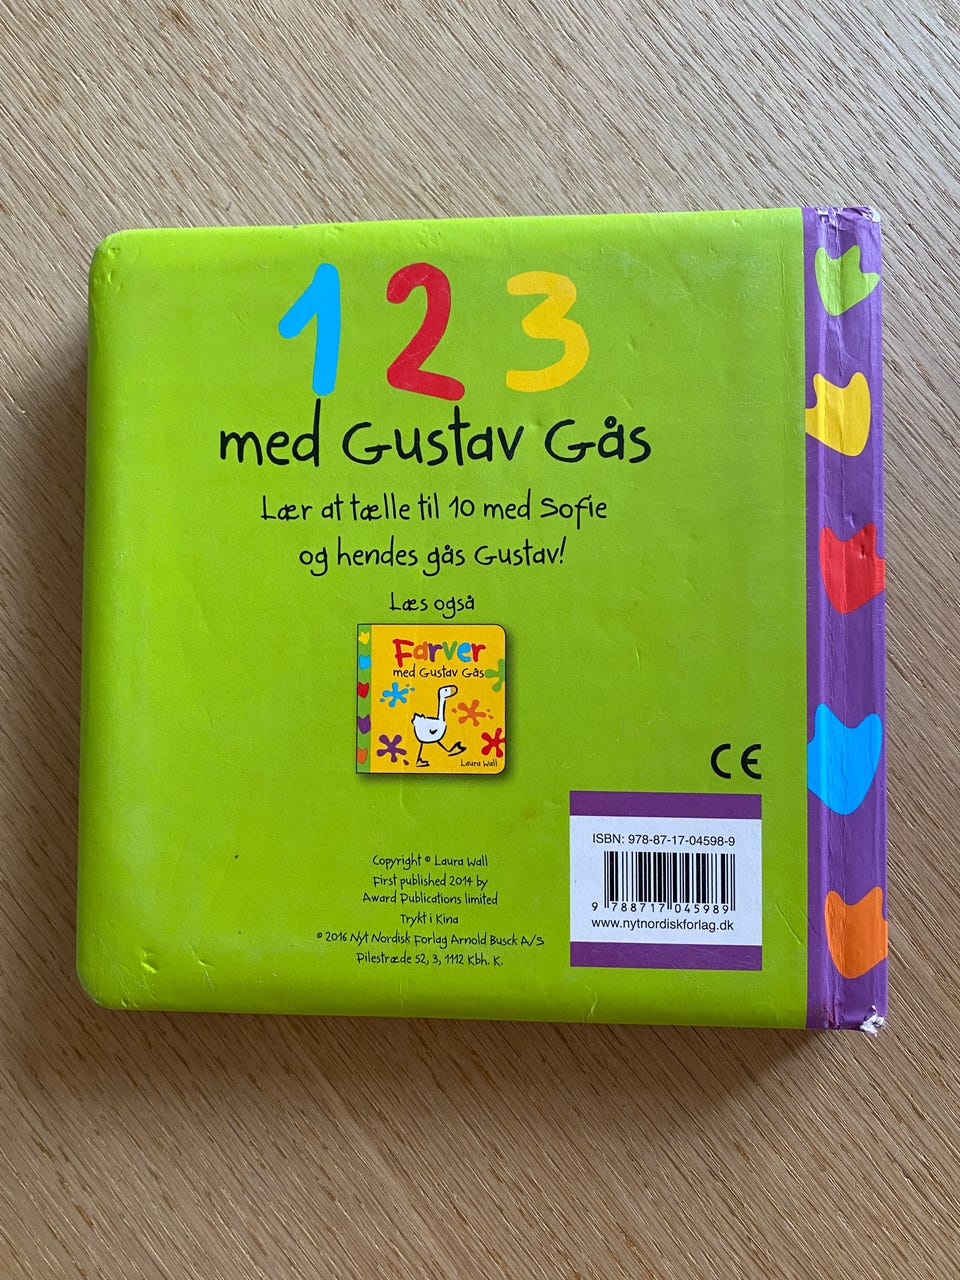 1 2 3
med Gustav Gås
Lær at tælle til 10 med Sofie
og hendes gås Gustav!
Læs også
Farver
med Gustav Gås
Laura Wall
CE
ISBN: 978-87-17-04598-9
9 788717 045989
www.nytnordiskforlag.dk
Copyright © Laura Wall
First published 2014 by
Award Publications limited
Trykt i Kina
© 2016 Nyt Nordisk Forlag Arnold Busck A/S
Pilestræde 52, 3, 1112 Kbh. K.